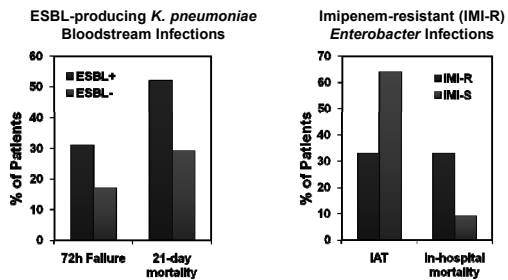 ESBL-producing K. pneumoniae
Bloodstream Infections
% of Patients
60
50
40
30
20
10
0
ESBL+
ESBL-
72h Failure
21-day
mortality
Imipenem-resistant (IMI-R)
Enterobacter Infections
% of Patients
70
60
50
40
30
20
10
0
IMI-R
IMI-S
IAT
In-hospital
mortality